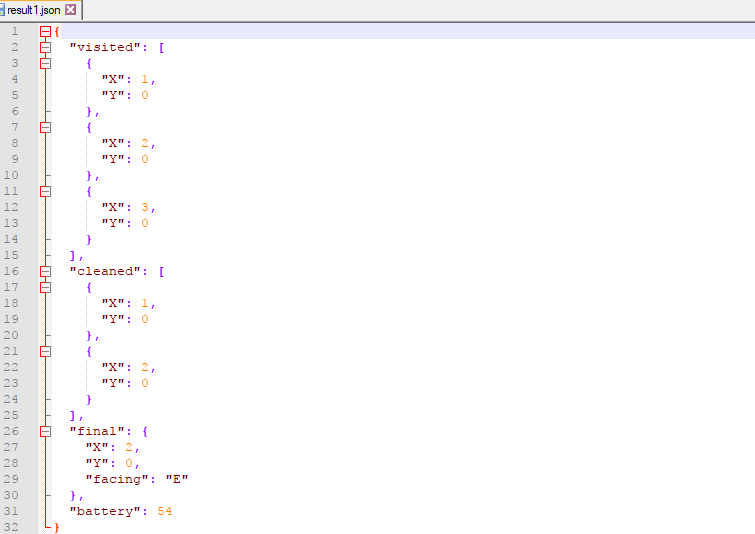 result1.json
1 {
2 "visited": [
3 {
4 "X": 1,
5 "Y": 0
6 },
7 {
8 "X": 2,
9 "Y": 0
10 },
11 {
12 "X": 3,
13 "Y": 0
14 }
15 ],
16 "cleaned": [
17 {
18 "X": 1,
19 "Y": 0
20 },
21 {
22 "X": 2,
23 "Y": 0
24 }
25 ],
26 "final": {
27 "X": 2,
28 "Y": 0,
29 "facing": "E"
30 },
31 "battery": 54
32 }